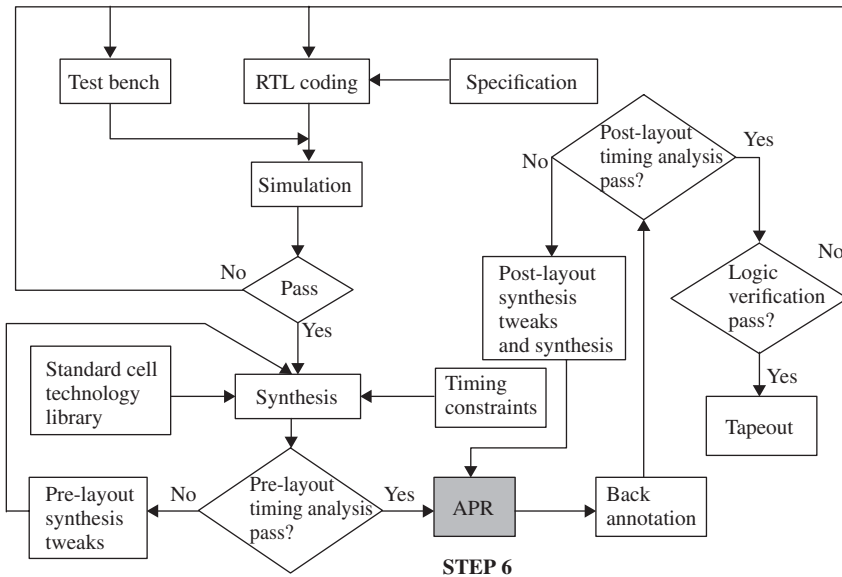 Test bench
RTL coding
Specification
Simulation
No
Pass
Yes
Standard cell
technology
library
Synthesis
Timing
constraints
Pre-layout
synthesis
tweaks
No
Pre-layout
timing analysis
pass?
Yes
APR
STEP 6
Back
annotation
Post-layout
synthesis
tweaks
and synthesis
No
Post-layout
timing analysis
pass?
Yes
No
Logic
verification
pass?
Yes
Tapeout